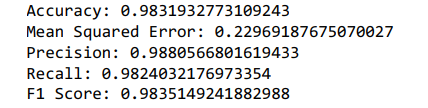 Accuracy: 0.9831932773109243
Mean Squared Error: 0.22969187675070027
Precision: 0.9880566801619433
Recall: 0.9824032176973354
F1 Score: 0.9835149241882988